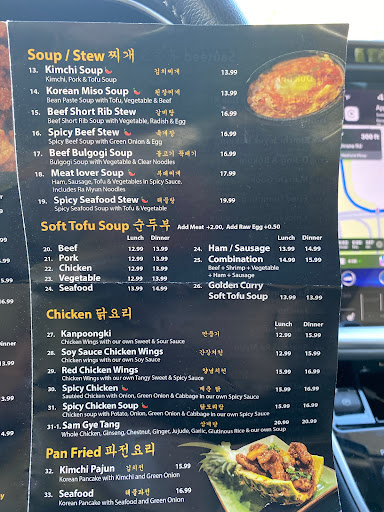 Soup / Stew 찌개
13. Kimchi Soup 김치찌개 13.99
Kimchi, Pork & Tofu Soup
14. Korean Miso Soup 된장찌개 13.99
Bean Paste Soup with Tofu, Vegetable & Beef
15. Beef Short Rib Stew 갈비탕 16.99
Beef Short Rib Soup with Vegetable, Radish & Egg
16. Spicy Beef Stew 육개장 16.99
Spicy Beef Soup with Green Onion & Egg
17. Beef Bulgogi Soup 불고기 뚝배기 16.99
Bulgogi Soup with Vegetable & Clear Noodles
18. Meat lover Soup 부대찌개 17.99
Ham, Sausage, Tofu & Vegetables in Spicy Sauce.
Includes Ra Myun Noodles
19. Spicy Seafood Stew 해물탕 19.99
Spicy Seafood Soup with Tofu & Vegetable
Soft Tofu Soup 순두부 Add Meat +2.00, Add Raw Egg +0.50
Lunch Dinner
20. Beef 12.99 13.99
21. Pork 12.99 13.99
22. Chicken 12.99 13.99
23. Vegetable 12.99 13.99
24. Seafood 13.99 14.99
Lunch Dinner
24. Ham / Sausage 13.99 14.99
25. Combination 14.99 15.99
Beef + Shrimp + Vegetable
+ Ham + Sausage
26. Golden Curry
Soft Tofu Soup 13.99 13.99
Chicken 닭요리
Lunch Dinner
27. Kanpoongki 깐풍기 12.99 15.99
Chicken Wings with our own Sweet & Sour Sauce
28. Soy Sauce Chicken Wings 간장치킨 12.99 15.99
Chicken wings with our own Soy Sauce
29. Red Chicken Wings 양념치킨 12.99 15.99
Chicken Wings with our own Tangy Sweet & Spicy Sauce
30. Spicy Chicken 매운 닭 15.99 16.99
Sautéed Chicken with Onion, Green Onion & Cabbage in our own Spicy Sauce
31. Spicy Chicken Soup 닭도리탕 15.99 16.99
Chicken soup with Potato, Onion, Green Onion & Cabbage in our own Spicy Sauce
31-1. Sam Gye Tang 삼계탕 20.99 20.99
Whole Chicken, Ginseng, Chestnut, Ginger, Jujude, Garlic, Glutinous Rice & our own Soup
Pan Fried 파전요리
32. Kimchi Pajun 김치전 15.99
Korean Pancake with Kimchi and Green Onion
33. Seafood 해물파전 16.99
Korean Pancake with Seafood and Green Onion